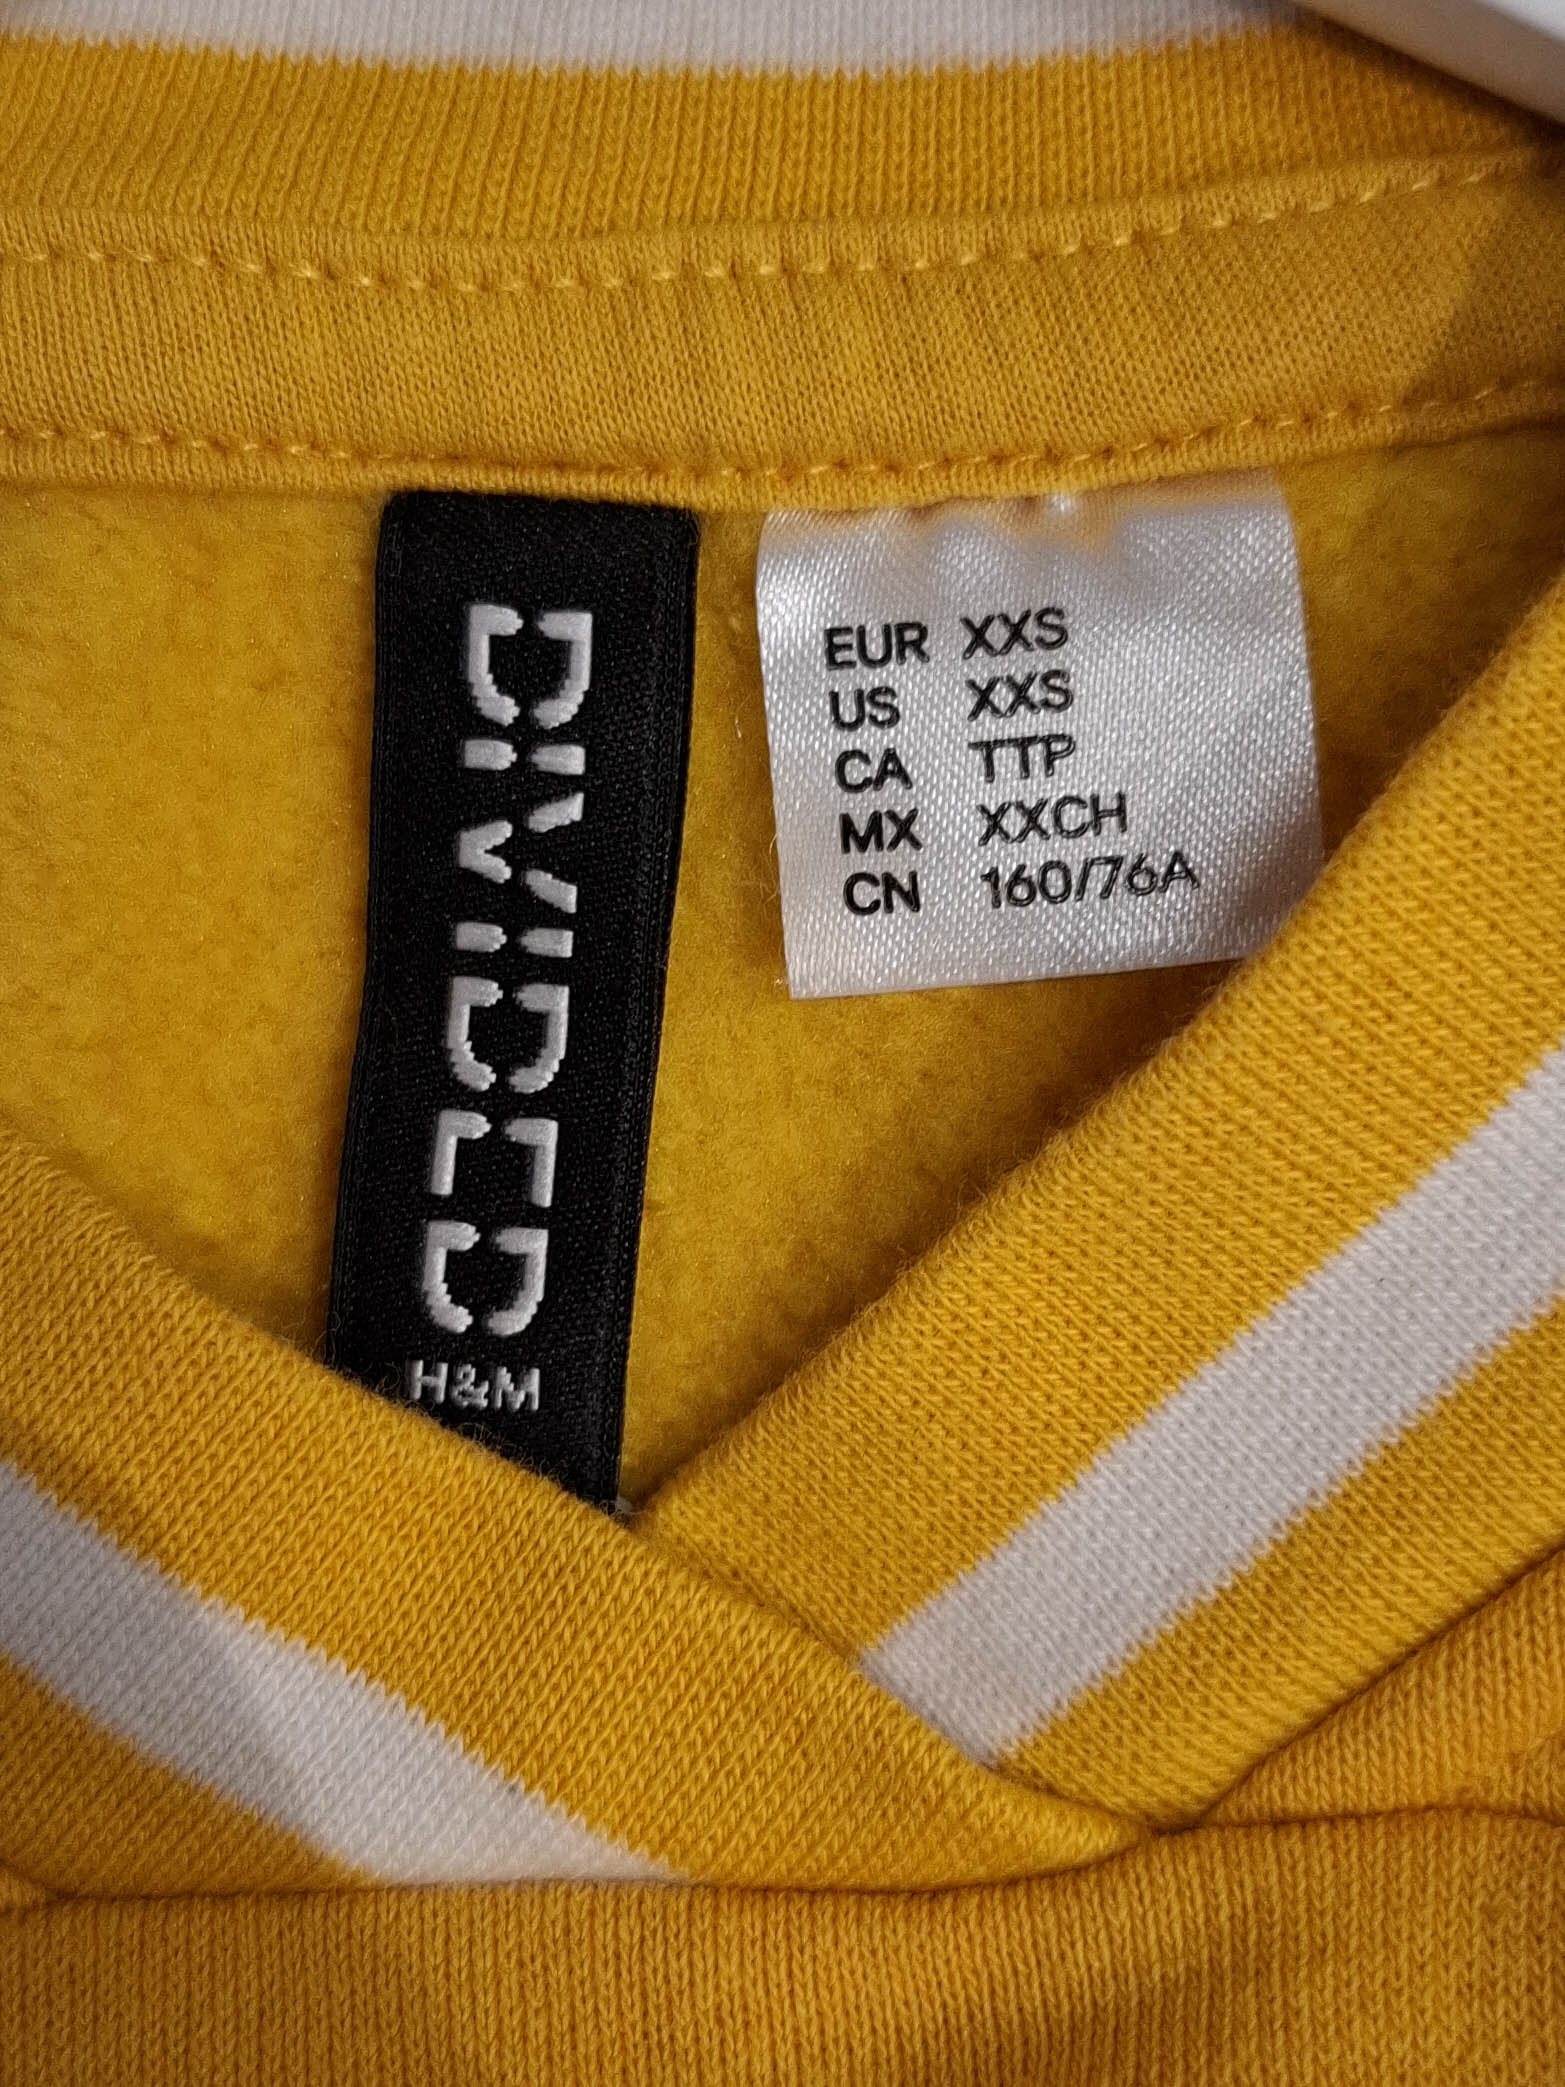 DIVIDED
H&M
EUR XXS
US XXS
CA TTP
MX XXCH
CN 160/76A